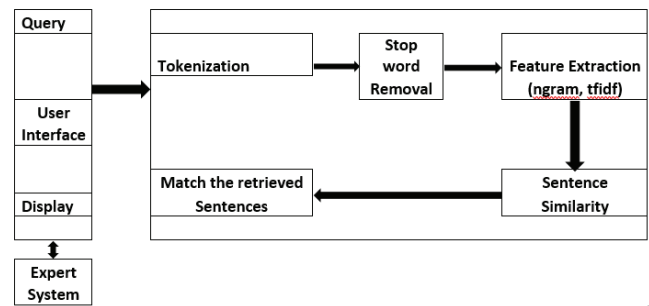 Query
User
Interface
Display
Expert
System
Tokenization
Stop
word
Removal
Feature Extraction
(ngram, tfidf)
Sentence
Similarity
Match the retrieved
Sentences